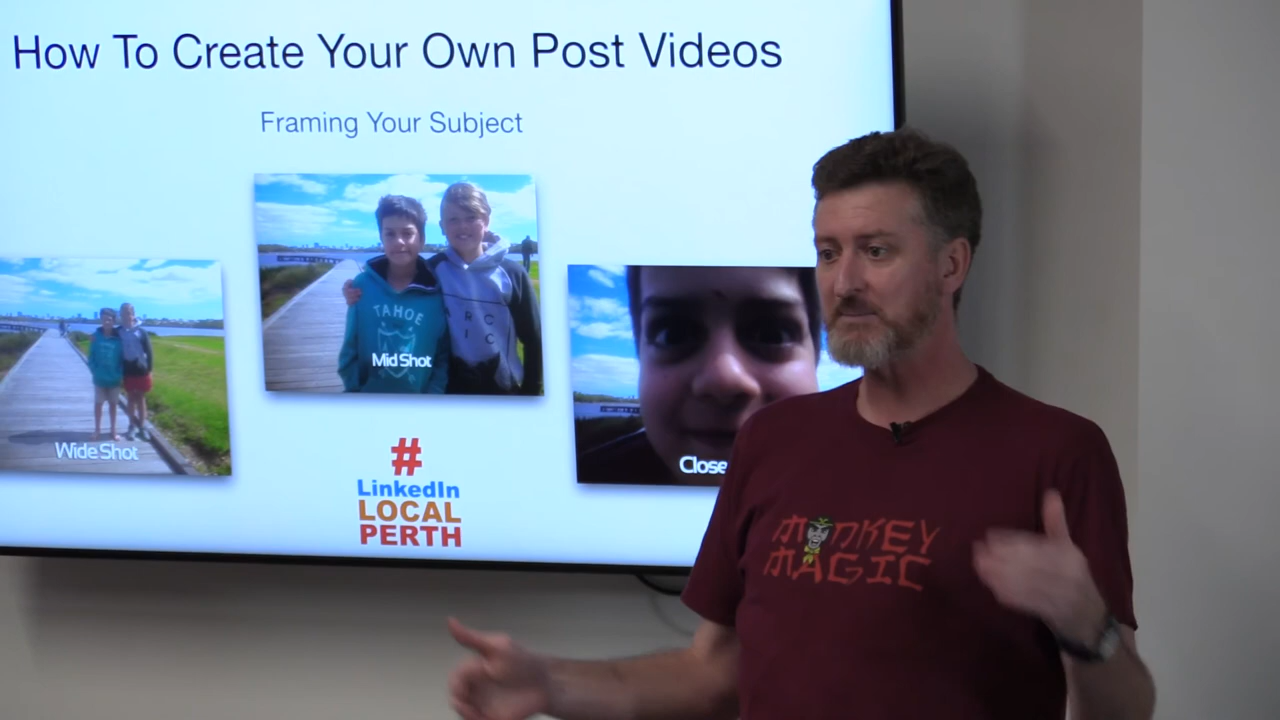 How To Create Your Own Post Videos
Framing Your Subject
TAHOE
Mid Shot
Wide Shot
Close
#
LinkedIn
LOCAL
PERTH
MONKEY
MAGIC